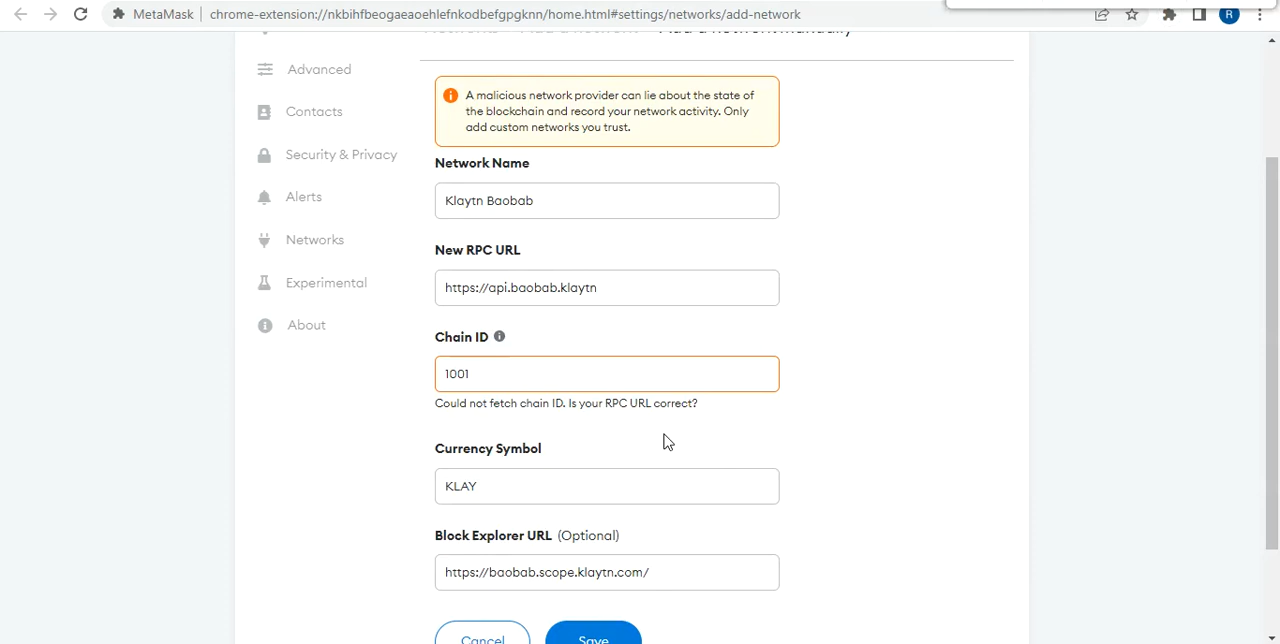 MetaMask | chrome-extension://nkbihfbeogaeaoehlefnkodbefgpgknn/home.html#settings/networks/add-network
R
Add a network manually
Advanced
Contacts
Security & Privacy
Alerts
Networks
Experimental
About
A malicious network provider can lie about the state of
the blockchain and record your network activity. Only
add custom networks you trust.
Network Name
Klaytn Baobab
New RPC URL
https://api.baobab.klaytn
Chain ID
1001
Could not fetch chain ID. Is your RPC URL correct?
Currency Symbol
KLAY
Block Explorer URL (Optional)
https://baobab.scope.klaytn.com/
Cancel
Save